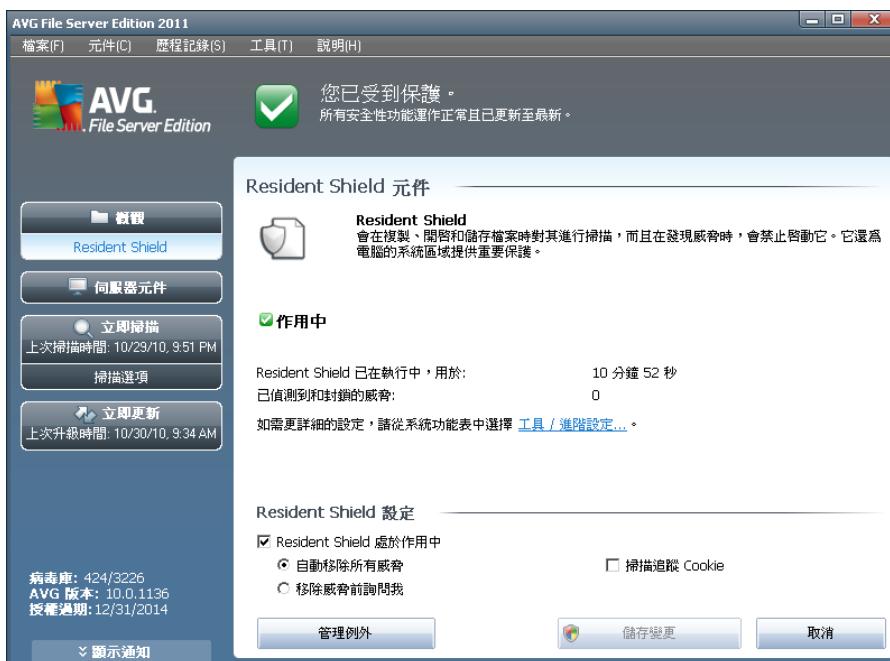 AVG File Server Edition 2011
檔案(F) 元件(C) 歷程記錄(S) 工具(T) 說明(H)
AVG.
File Server Edition
您已受到保護。
所有安全性功能運作正常且已更新至最新。
概觀
Resident Shield
伺服器元件
立即掃描
上次掃描時間: 10/29/10, 9:51 PM
掃描選項
立即更新
上次升級時間: 10/30/10, 9:34 AM
病毒庫: 424/3226
AVG 版本: 10.0.1136
授權過期: 12/31/2014
顯示通知
Resident Shield 元件
Resident Shield
會在複製、開啟和儲存檔案時對其進行掃描，而且在發現威脅時，會禁止啟動它。它還為
電腦的系統區域提供重要保護。
作用中
Resident Shield 已在執行中，用於: 10 分鐘 52 秒
已偵測到和封鎖的威脅: 0
如需更詳細的設定，請從系統功能表中選擇 工具 / 進階設定...。
Resident Shield 設定
Resident Shield 處於作用中
自動移除所有威脅 掃描追蹤 Cookie
移除威脅前詢問我
管理例外 儲存變更 取消